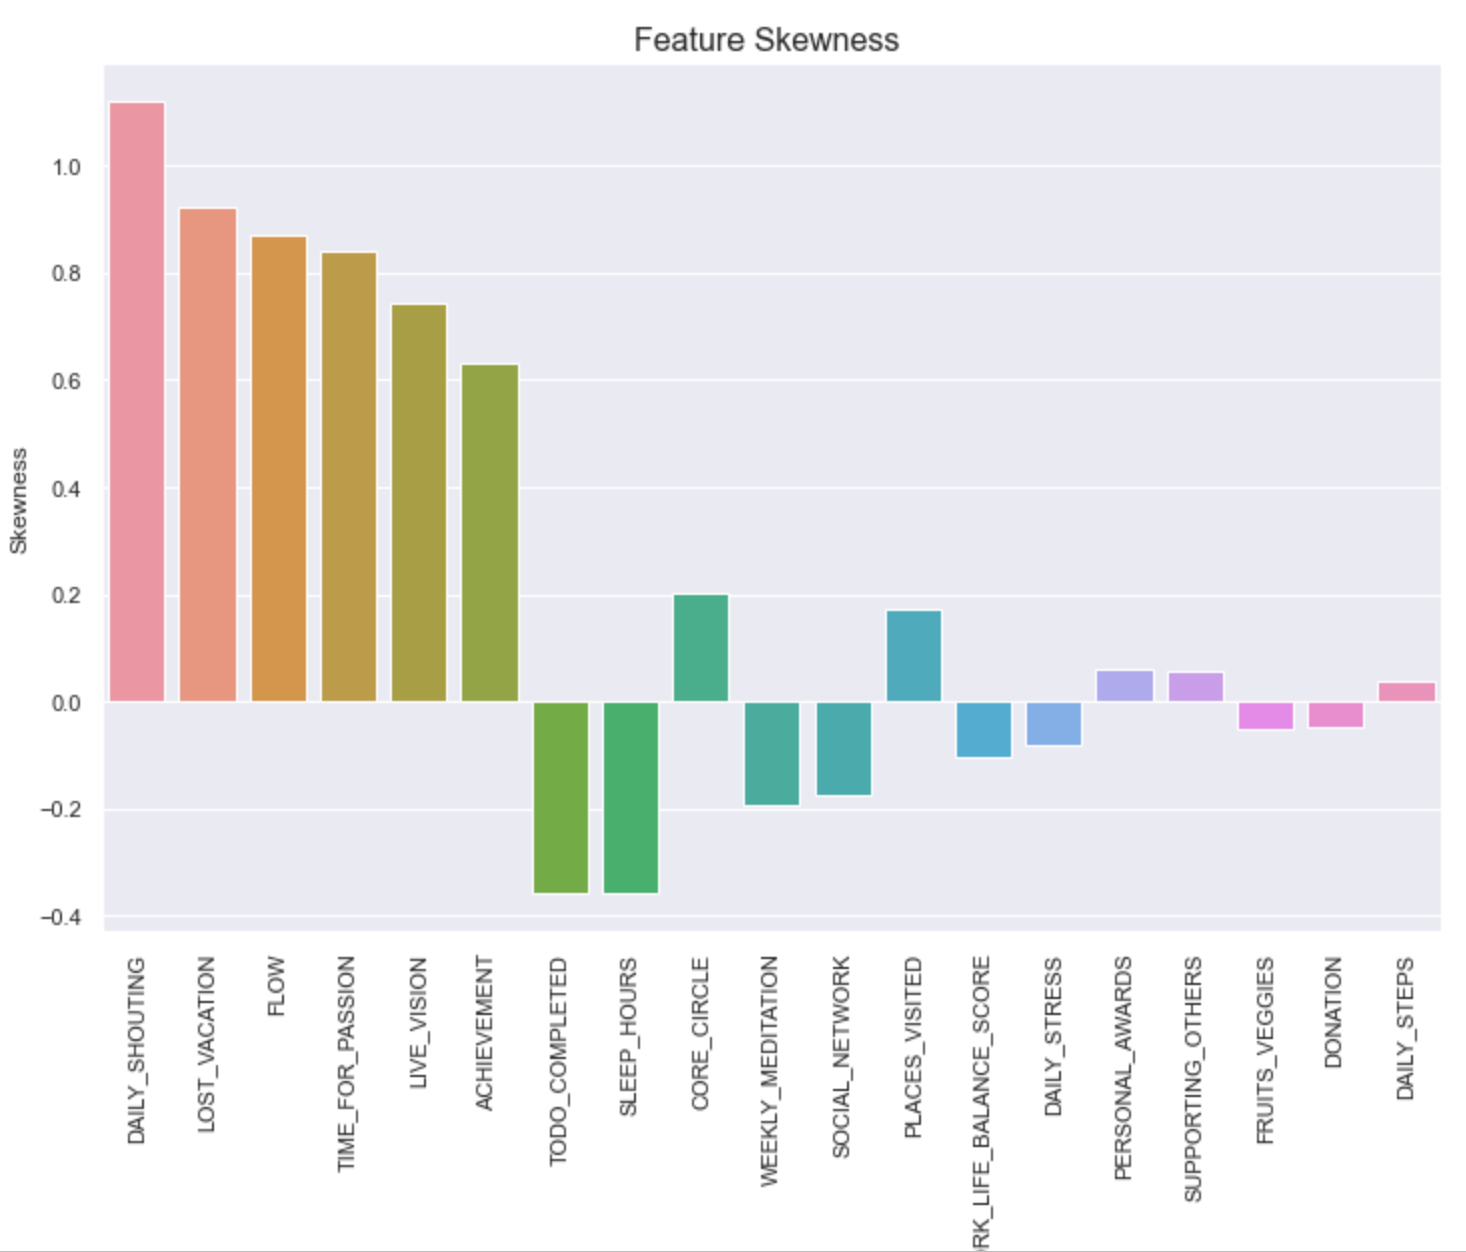 Feature Skewness
Skewness
1.0
0.8
0.6
0.4
0.2
0.0
−0.2
−0.4
DAILY_SHOUTING
LOST_VACATION
FLOW
TIME_FOR_PASSION
LIVE_VISION
ACHIEVEMENT
TODO_COMPLETED
SLEEP_HOURS
CORE_CIRCLE
WEEKLY_MEDITATION
SOCIAL_NETWORK
PLACES_VISITED
RK_LIFE_BALANCE_SCORE
DAILY_STRESS
PERSONAL_AWARDS
SUPPORTING_OTHERS
FRUITS_VEGGIES
DONATION
DAILY_STEPS